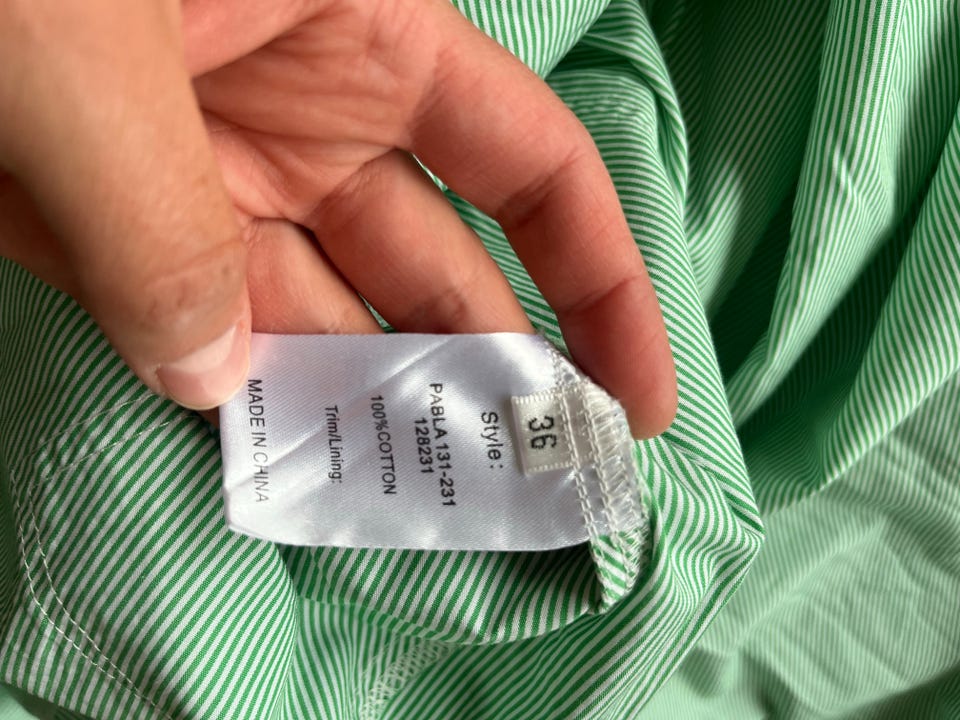 36
Style:
PABLA 131-231
128231
100%COTTON
Trim/Lining:
MADE IN CHINA